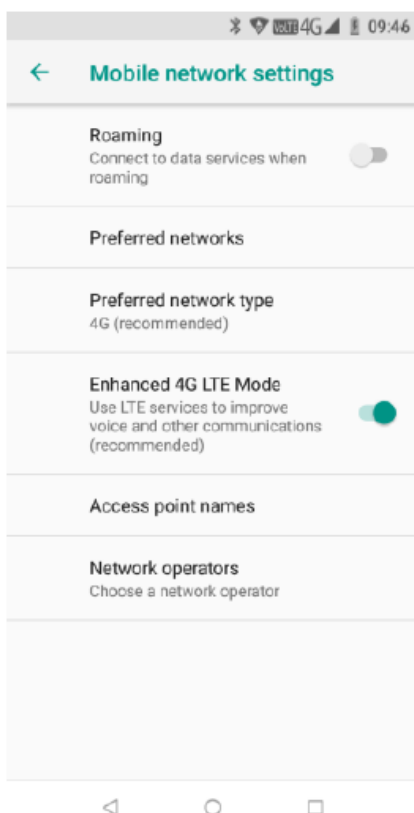 VoLTE 4G 09:46
Mobile network settings
Roaming
Connect to data services when
roaming
Preferred networks
Preferred network type
4G (recommended)
Enhanced 4G LTE Mode
Use LTE services to improve
voice and other communications
(recommended)
Access point names
Network operators
Choose a network operator